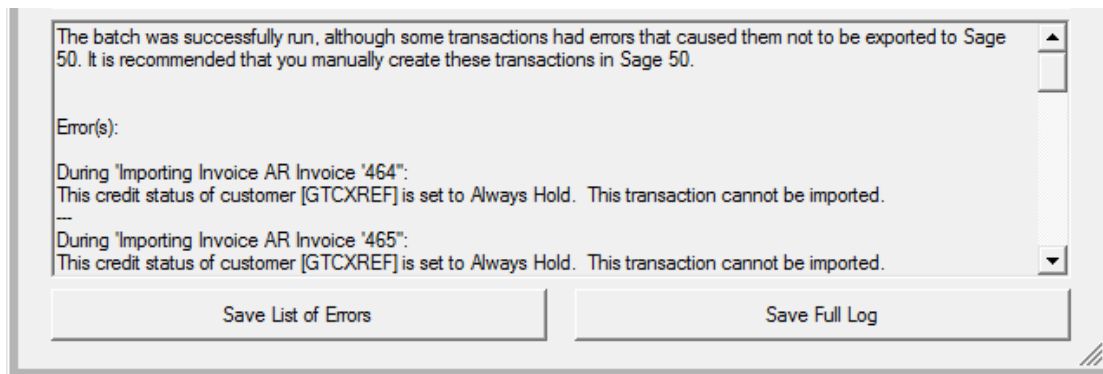 The batch was successfully run, although some transactions had errors that caused them not to be exported to Sage
50. It is recommended that you manually create these transactions in Sage 50.
Error(s):
During 'Importing Invoice AR Invoice '464'':
This credit status of customer [GTCXREF] is set to Always Hold.  This transaction cannot be imported.
---
During 'Importing Invoice AR Invoice '465'':
This credit status of customer [GTCXREF] is set to Always Hold.  This transaction cannot be imported.
Save List of Errors
Save Full Log